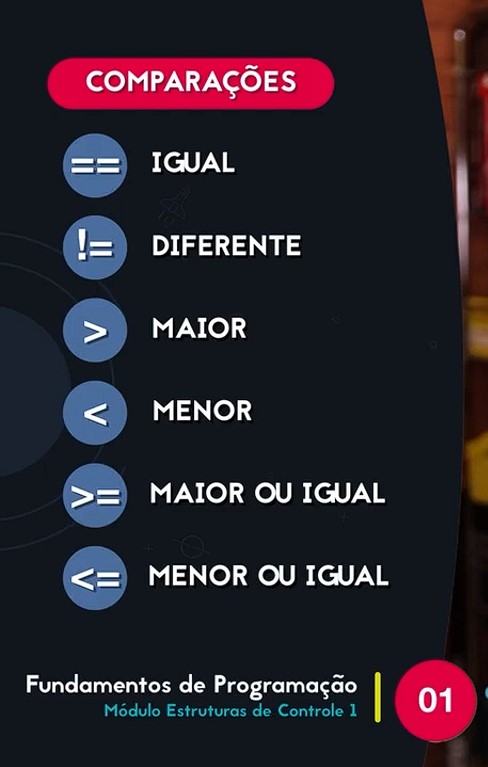 COMPARAÇÕES
== IGUAL
!= DIFERENTE
> MAIOR
< MENOR
>= MAIOR OU IGUAL
<= MENOR OU IGUAL
Fundamentos de Programação
Módulo Estruturas de Controle 1
01